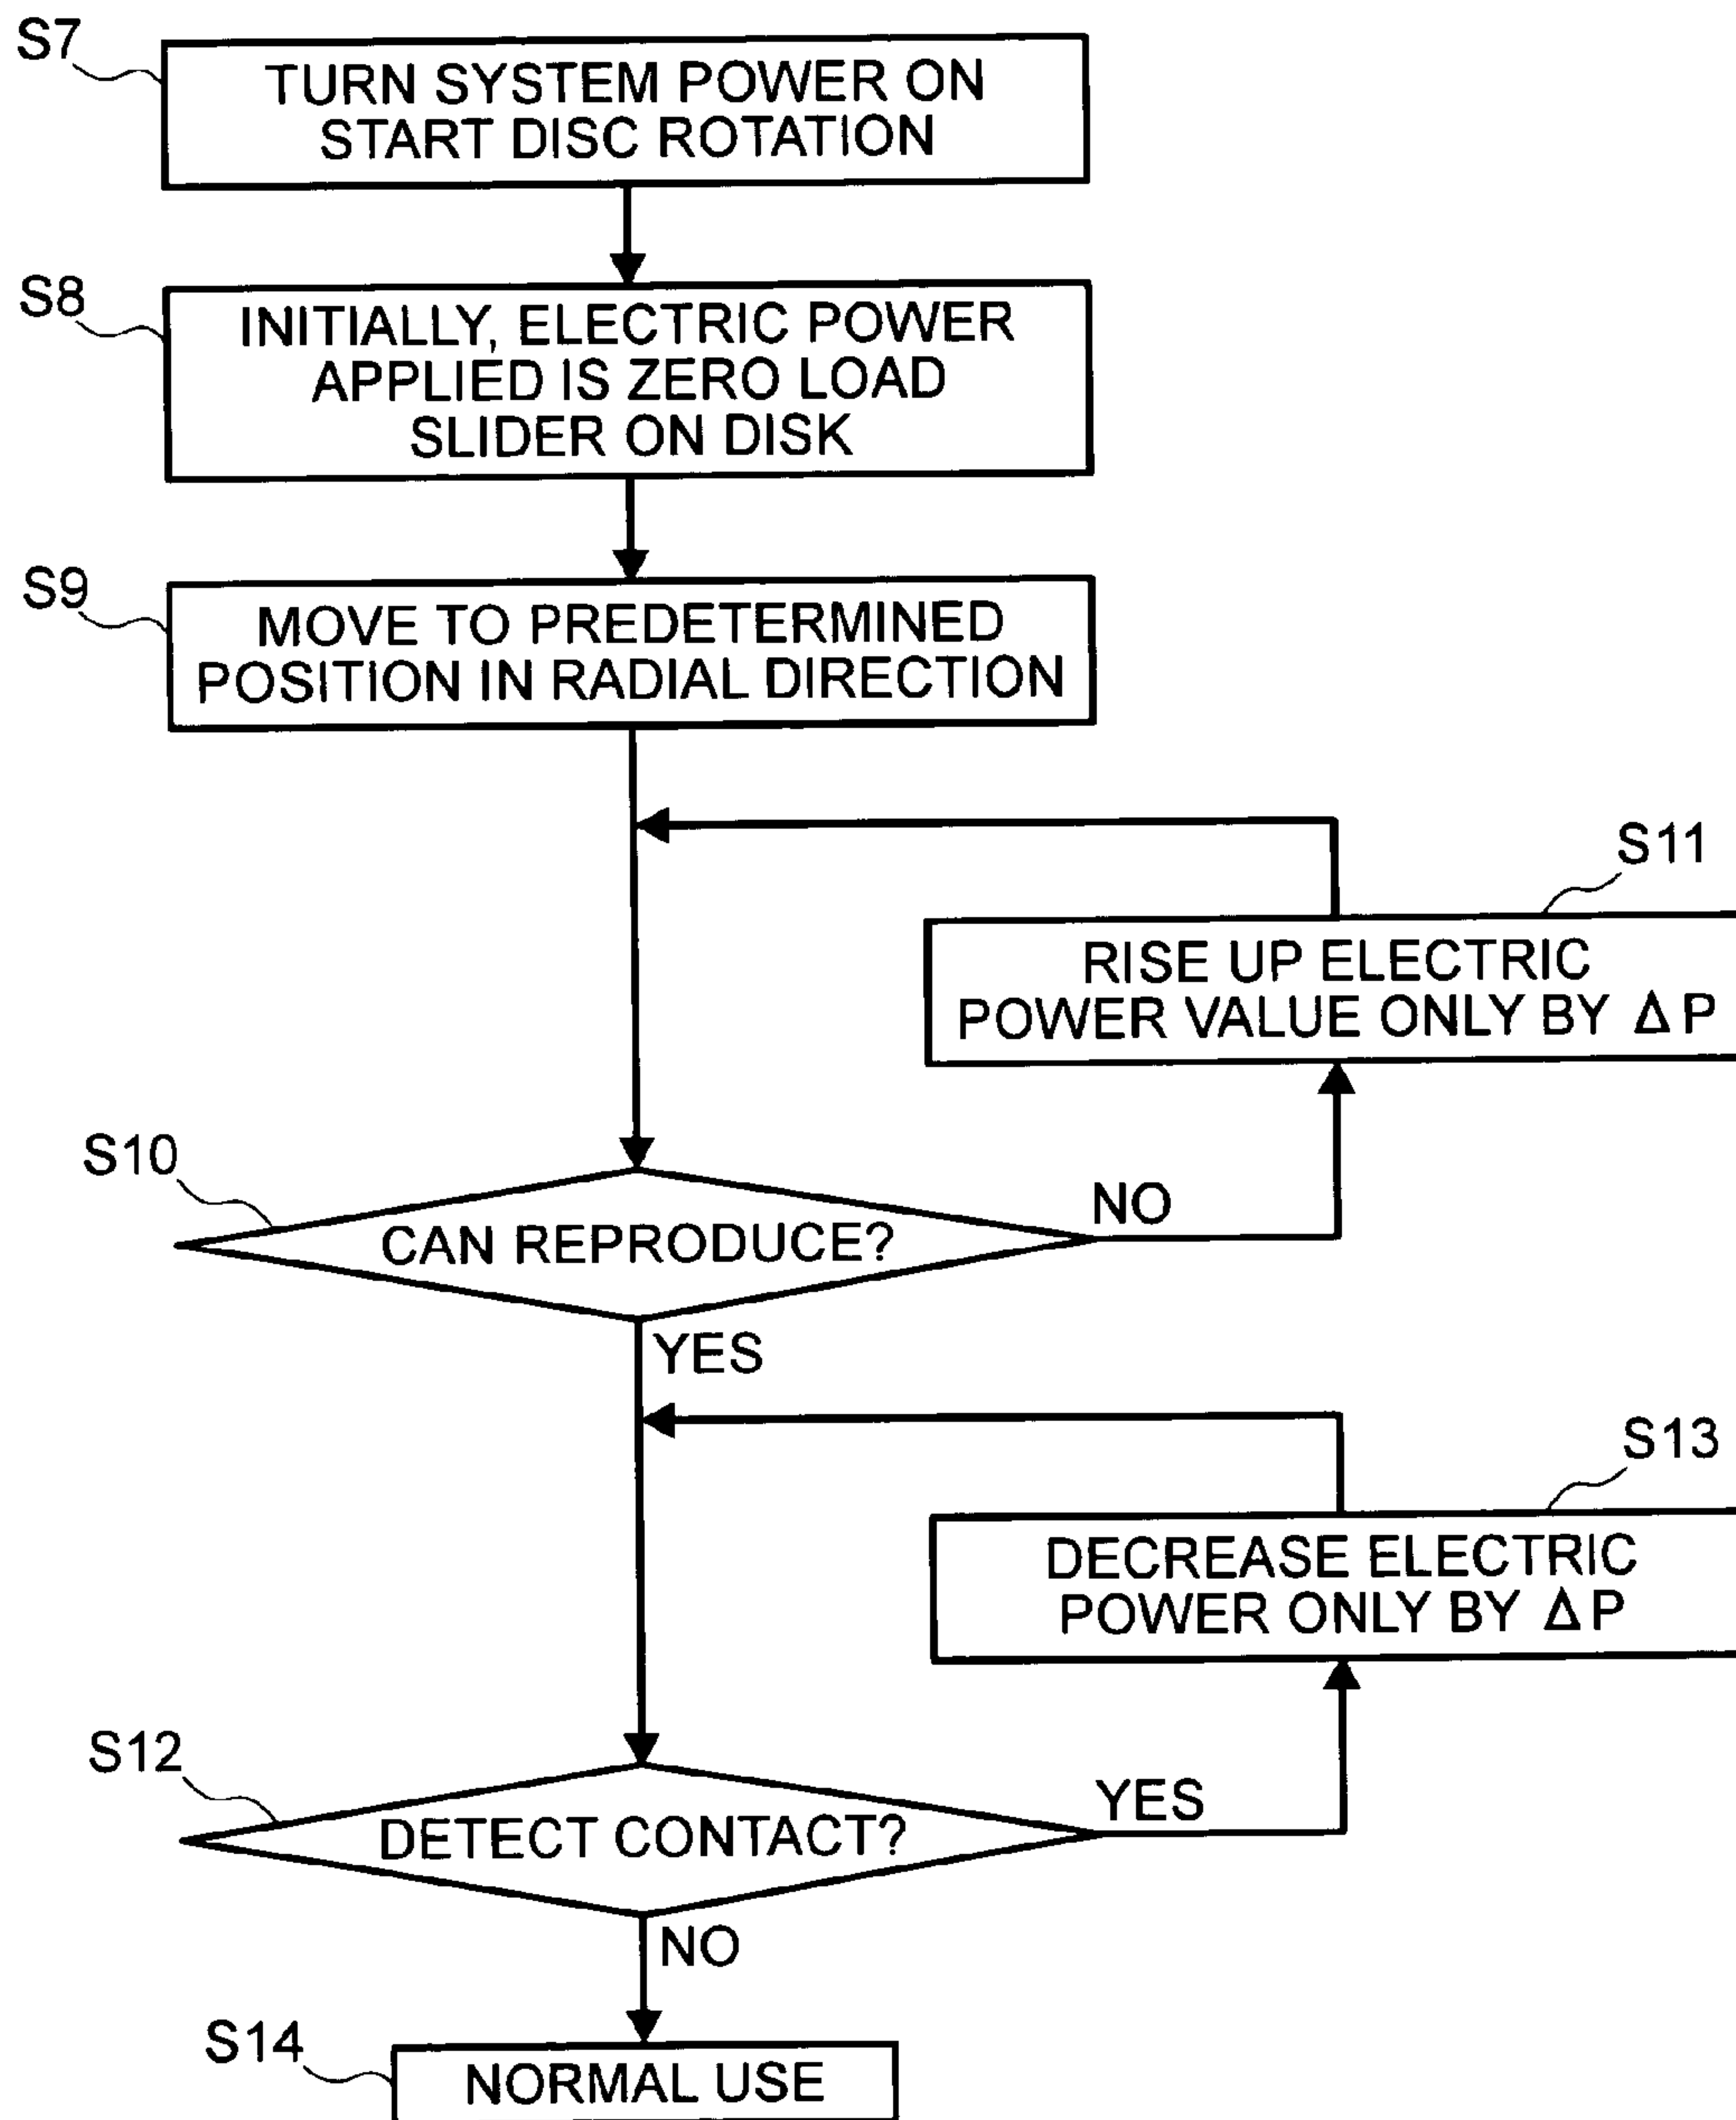 S7
TURN SYSTEM POWER ON
START DISC ROTATION
S8
INITIALLY, ELECTRIC POWER
APPLIED IS ZERO LOAD
SLIDER ON DISK
S9
MOVE TO PREDETERMINED
POSITION IN RADIAL DIRECTION
S11
RISE UP ELECTRIC
POWER VALUE ONLY BY Δ P
S10
CAN REPRODUCE?
NO
YES
S13
DECREASE ELECTRIC
POWER ONLY BY Δ P
S12
DETECT CONTACT?
YES
NO
S14
NORMAL USE